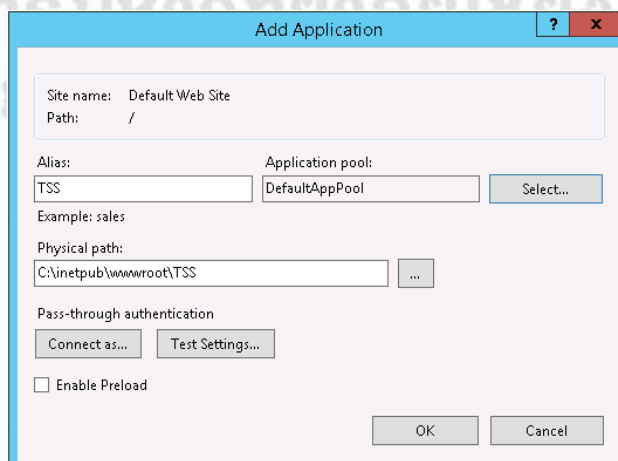 Add Application
? x
Site name: Default Web Site
Path: /
Alias: Application pool:
TSS DefaultAppPool Select...
Example: sales
Physical path:
C:\inetpub\wwwroot\TSS ...
Pass-through authentication
Connect as... Test Settings...
Enable Preload
OK Cancel